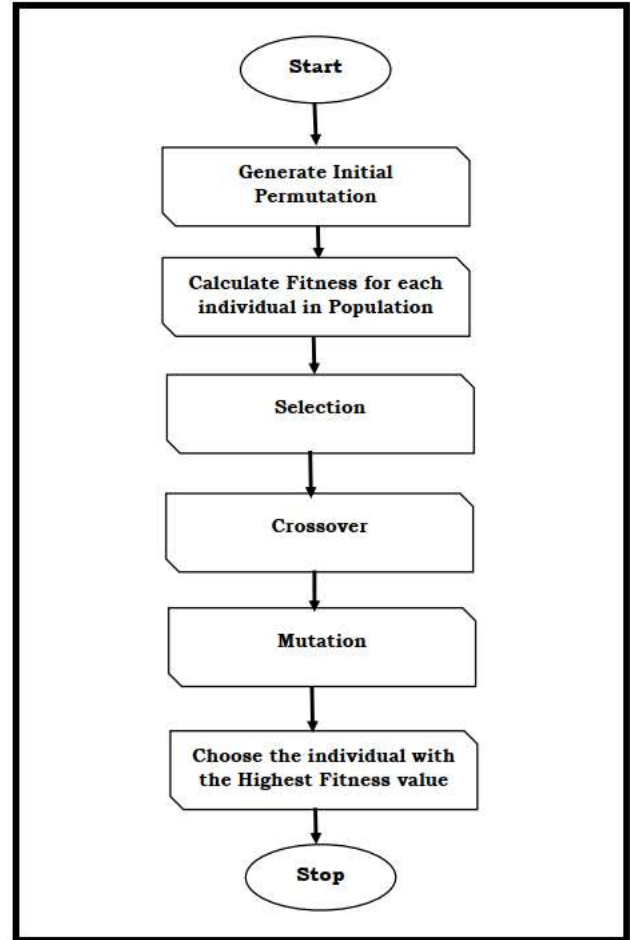 Start
Generate Initial
Permutation
Calculate Fitness for each
individual in Population
Selection
Crossover
Mutation
Choose the individual with
the Highest Fitness value
Stop